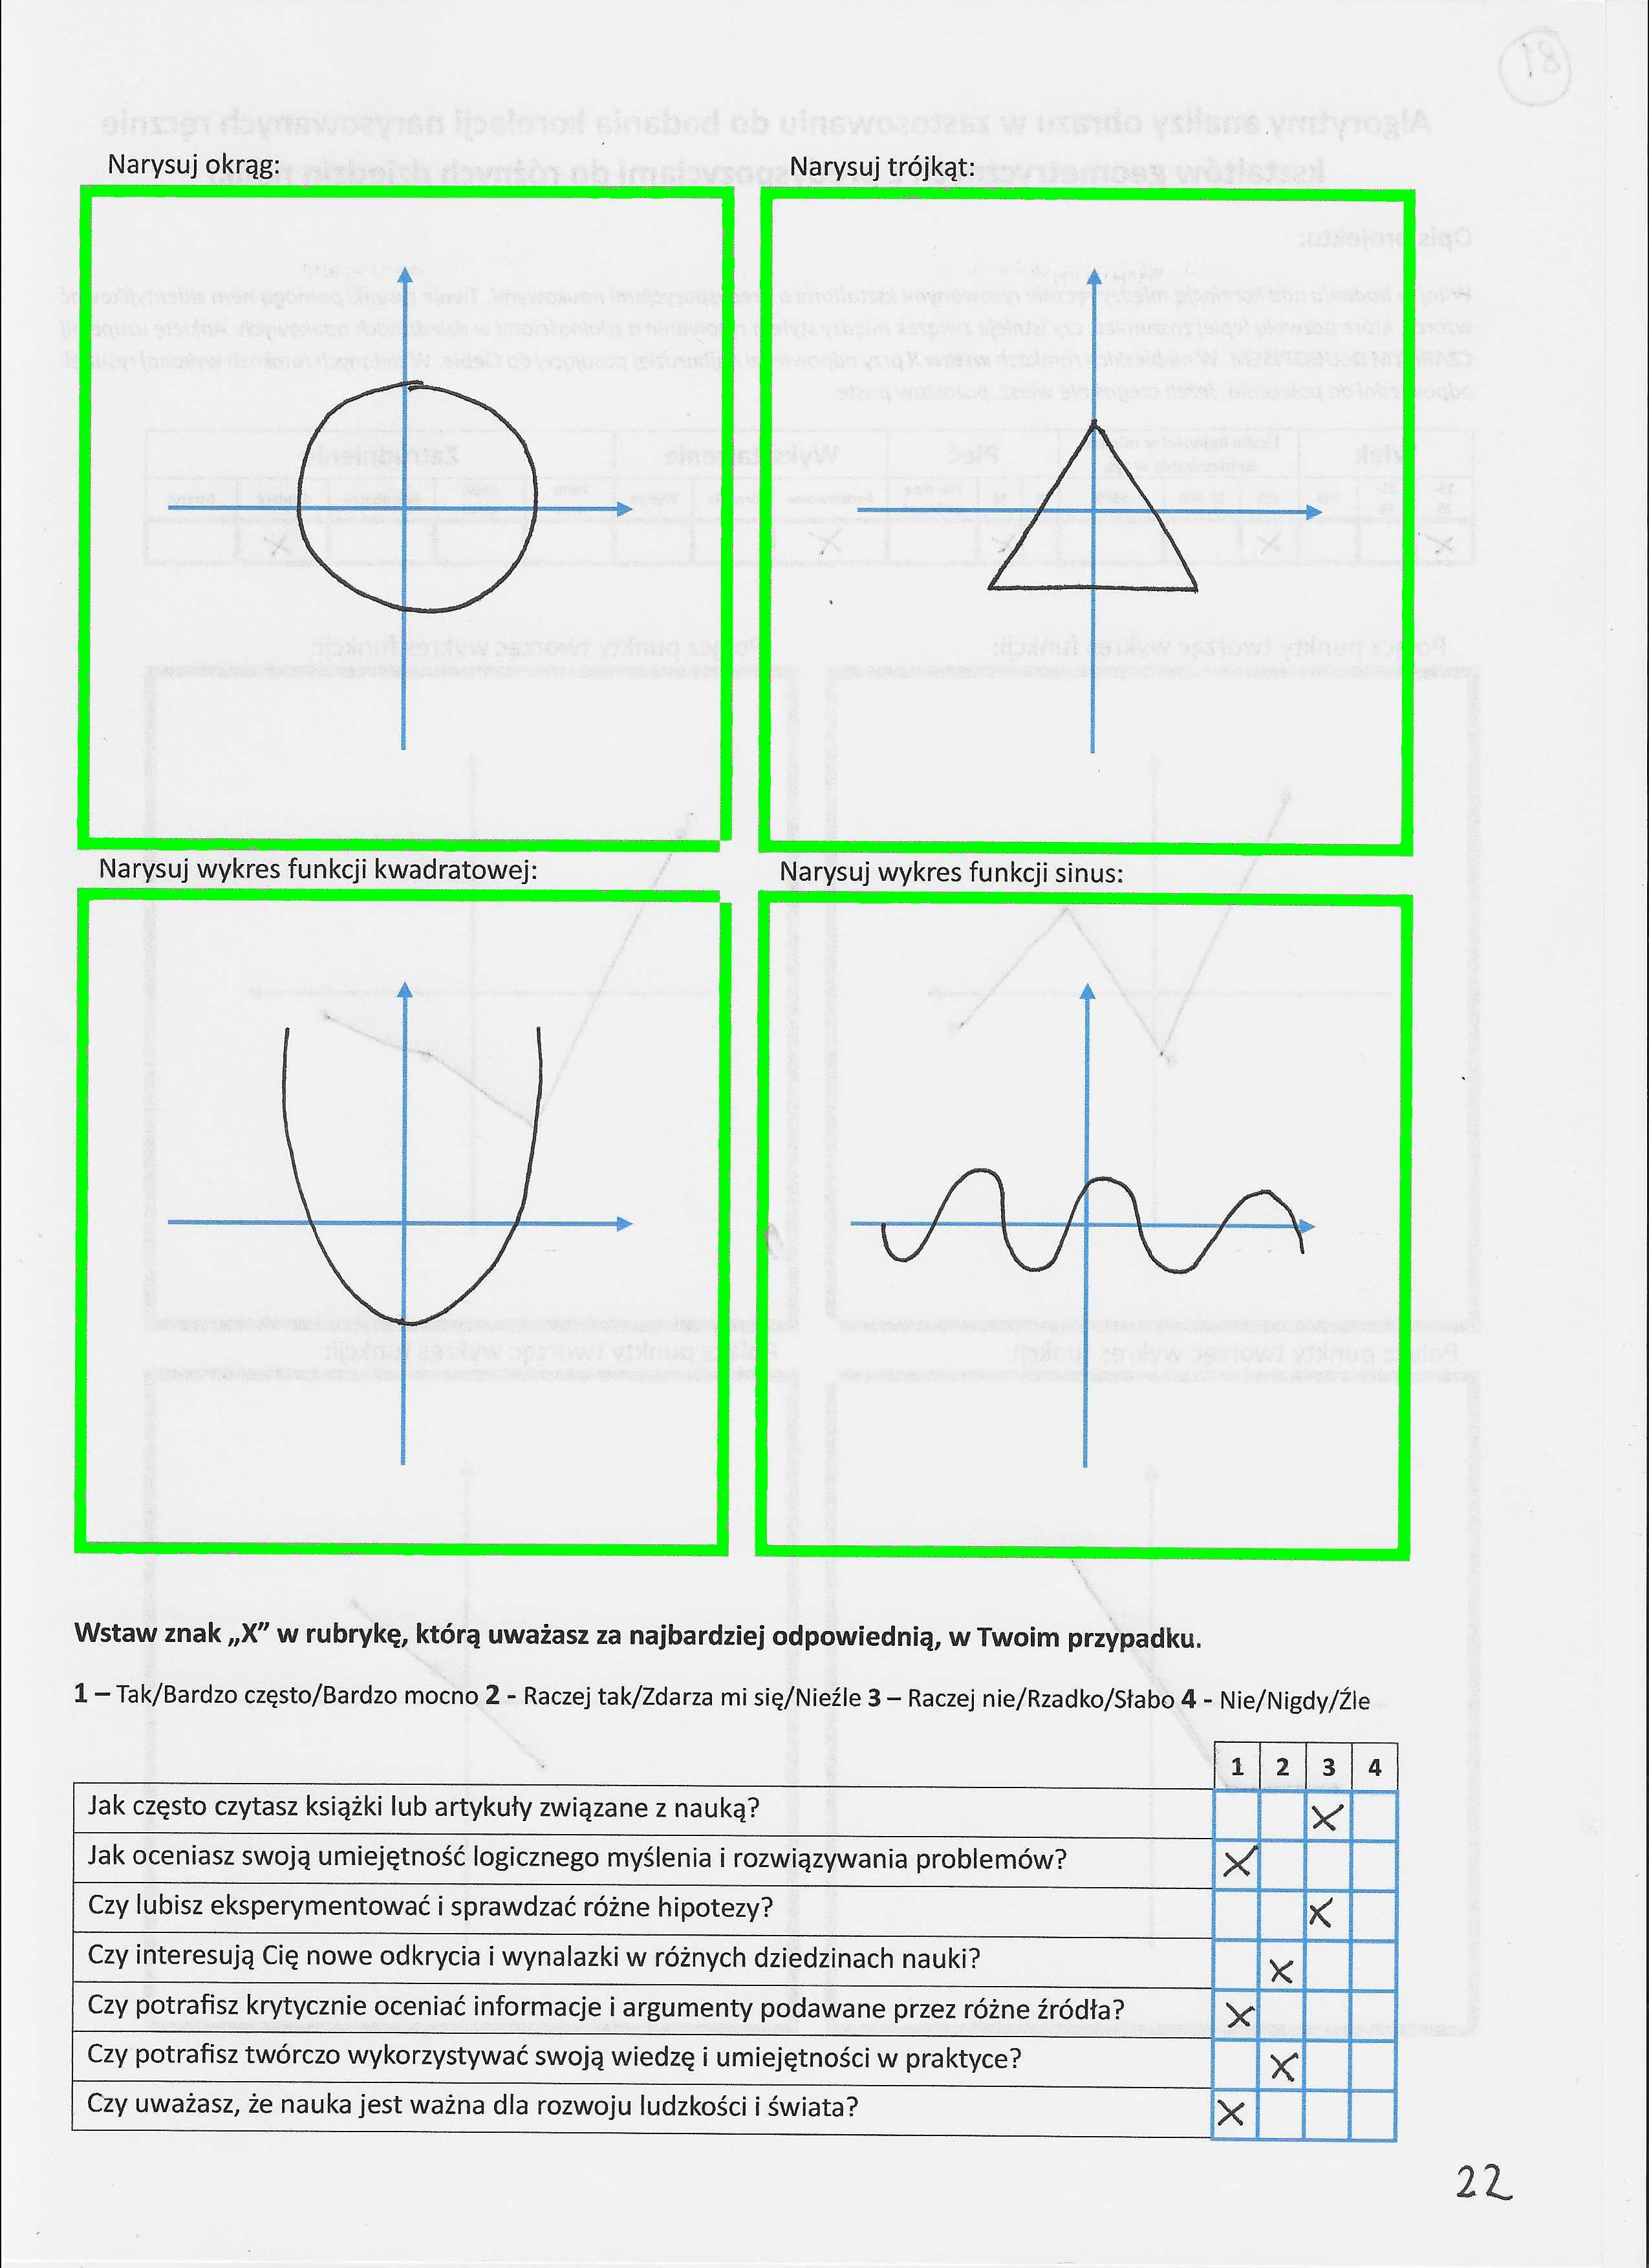 Narysuj okrąg:
Narysuj trójkąt:
Narysuj wykres funkcji kwadratowej:
Narysuj wykres funkcji sinus:
Wstaw znak „X” w rubrykę, którą uważasz za najbardziej odpowiednią, w Twoim przypadku.
1 – Tak/Bardzo często/Bardzo mocno 2 - Raczej tak/Zdarza mi się/Nieźle 3 – Raczej nie/Rzadko/Słabo 4 - Nie/Nigdy/Źle
1 2 3 4
Jak często czytasz książki lub artykuły związane z nauką? X
Jak oceniasz swoją umiejętność logicznego myślenia i rozwiązywania problemów? X
Czy lubisz eksperymentować i sprawdzać różne hipotezy? X
Czy interesują Cię nowe odkrycia i wynalazki w różnych dziedzinach nauki? X
Czy potrafisz krytycznie oceniać informacje i argumenty podawane przez różne źródła? X
Czy potrafisz twórczo wykorzystywać swoją wiedzę i umiejętności w praktyce? X
Czy uważasz, że nauka jest ważna dla rozwoju ludzkości i świata? X
22